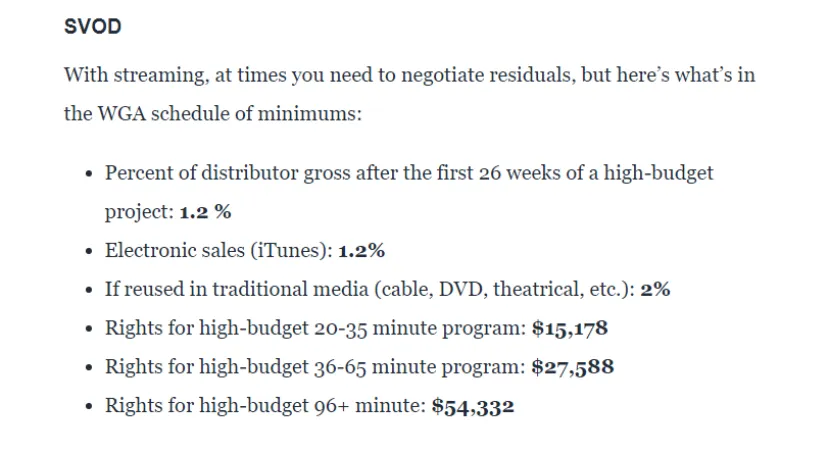 SVOD
With streaming, at times you need to negotiate residuals, but here’s what’s in
the WGA schedule of minimums:
• Percent of distributor gross after the first 26 weeks of a high-budget
project: 1.2 %
• Electronic sales (iTunes): 1.2%
• If reused in traditional media (cable, DVD, theatrical, etc.): 2%
• Rights for high-budget 20-35 minute program: $15,178
• Rights for high-budget 36-65 minute program: $27,588
• Rights for high-budget 96+ minute: $54,332